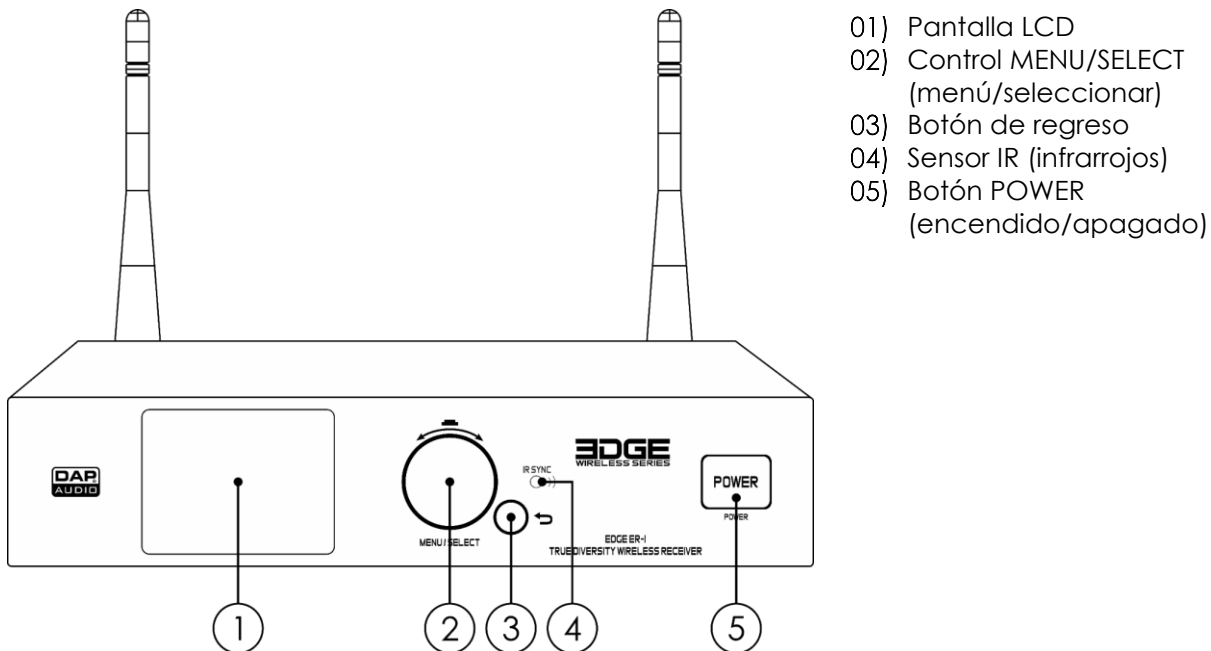 01) Pantalla LCD
02) Control MENU/SELECT
(menú/seleccionar)
03) Botón de regreso
04) Sensor IR (infrarrojos)
05) Botón POWER
(encendido/apagado)
DAP
AUDIO
MENU / SELECT
IR SYNC
EDGE
WIRELESS SERIES
EDGE ER-1
TRUE DIVERSITY WIRELESS RECEIVER
POWER
POWER
1
2
3
4
5